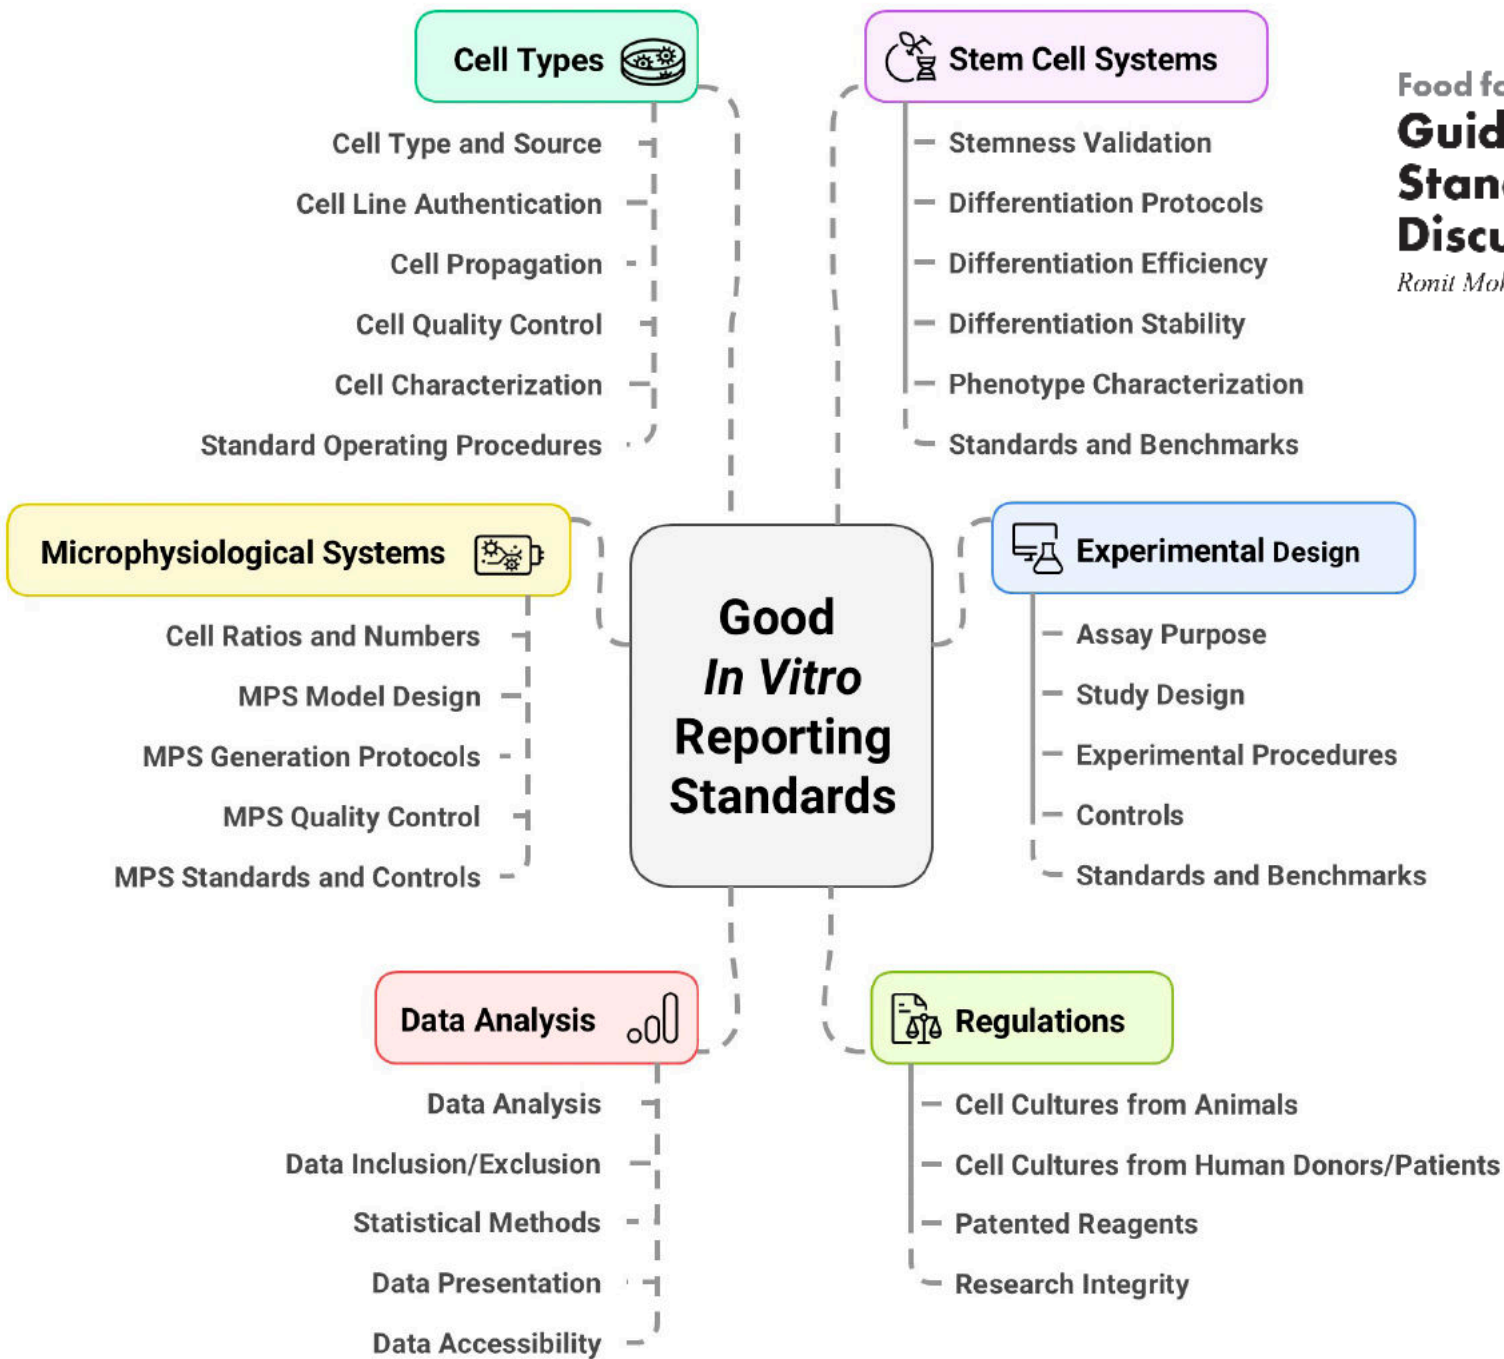 Cell Types
Cell Type and Source
Cell Line Authentication
Cell Propagation
Cell Quality Control
Cell Characterization
Standard Operating Procedures
Stem Cell Systems
Stemness Validation
Differentiation Protocols
Differentiation Efficiency
Differentiation Stability
Phenotype Characterization
Standards and Benchmarks
Food
Microphysiological Systems
Cell Ratios and Numbers
MPS Model Design
MPS Generation Protocols
MPS Quality Control
MPS Standards and Controls
Good
In Vitro
Reporting
Standards
Experimental Design
Assay Purpose
Study Design
Experimental Procedures
Controls
Standards and Benchmarks
Data Analysis
Data Analysis
Data Inclusion/Exclusion
Statistical Methods
Data Presentation
Data Accessibility
Regulations
Cell Cultures from Animals
Cell Cultures from Human Donors/Patients
Patented Reagents
Research Integrity
Ronit